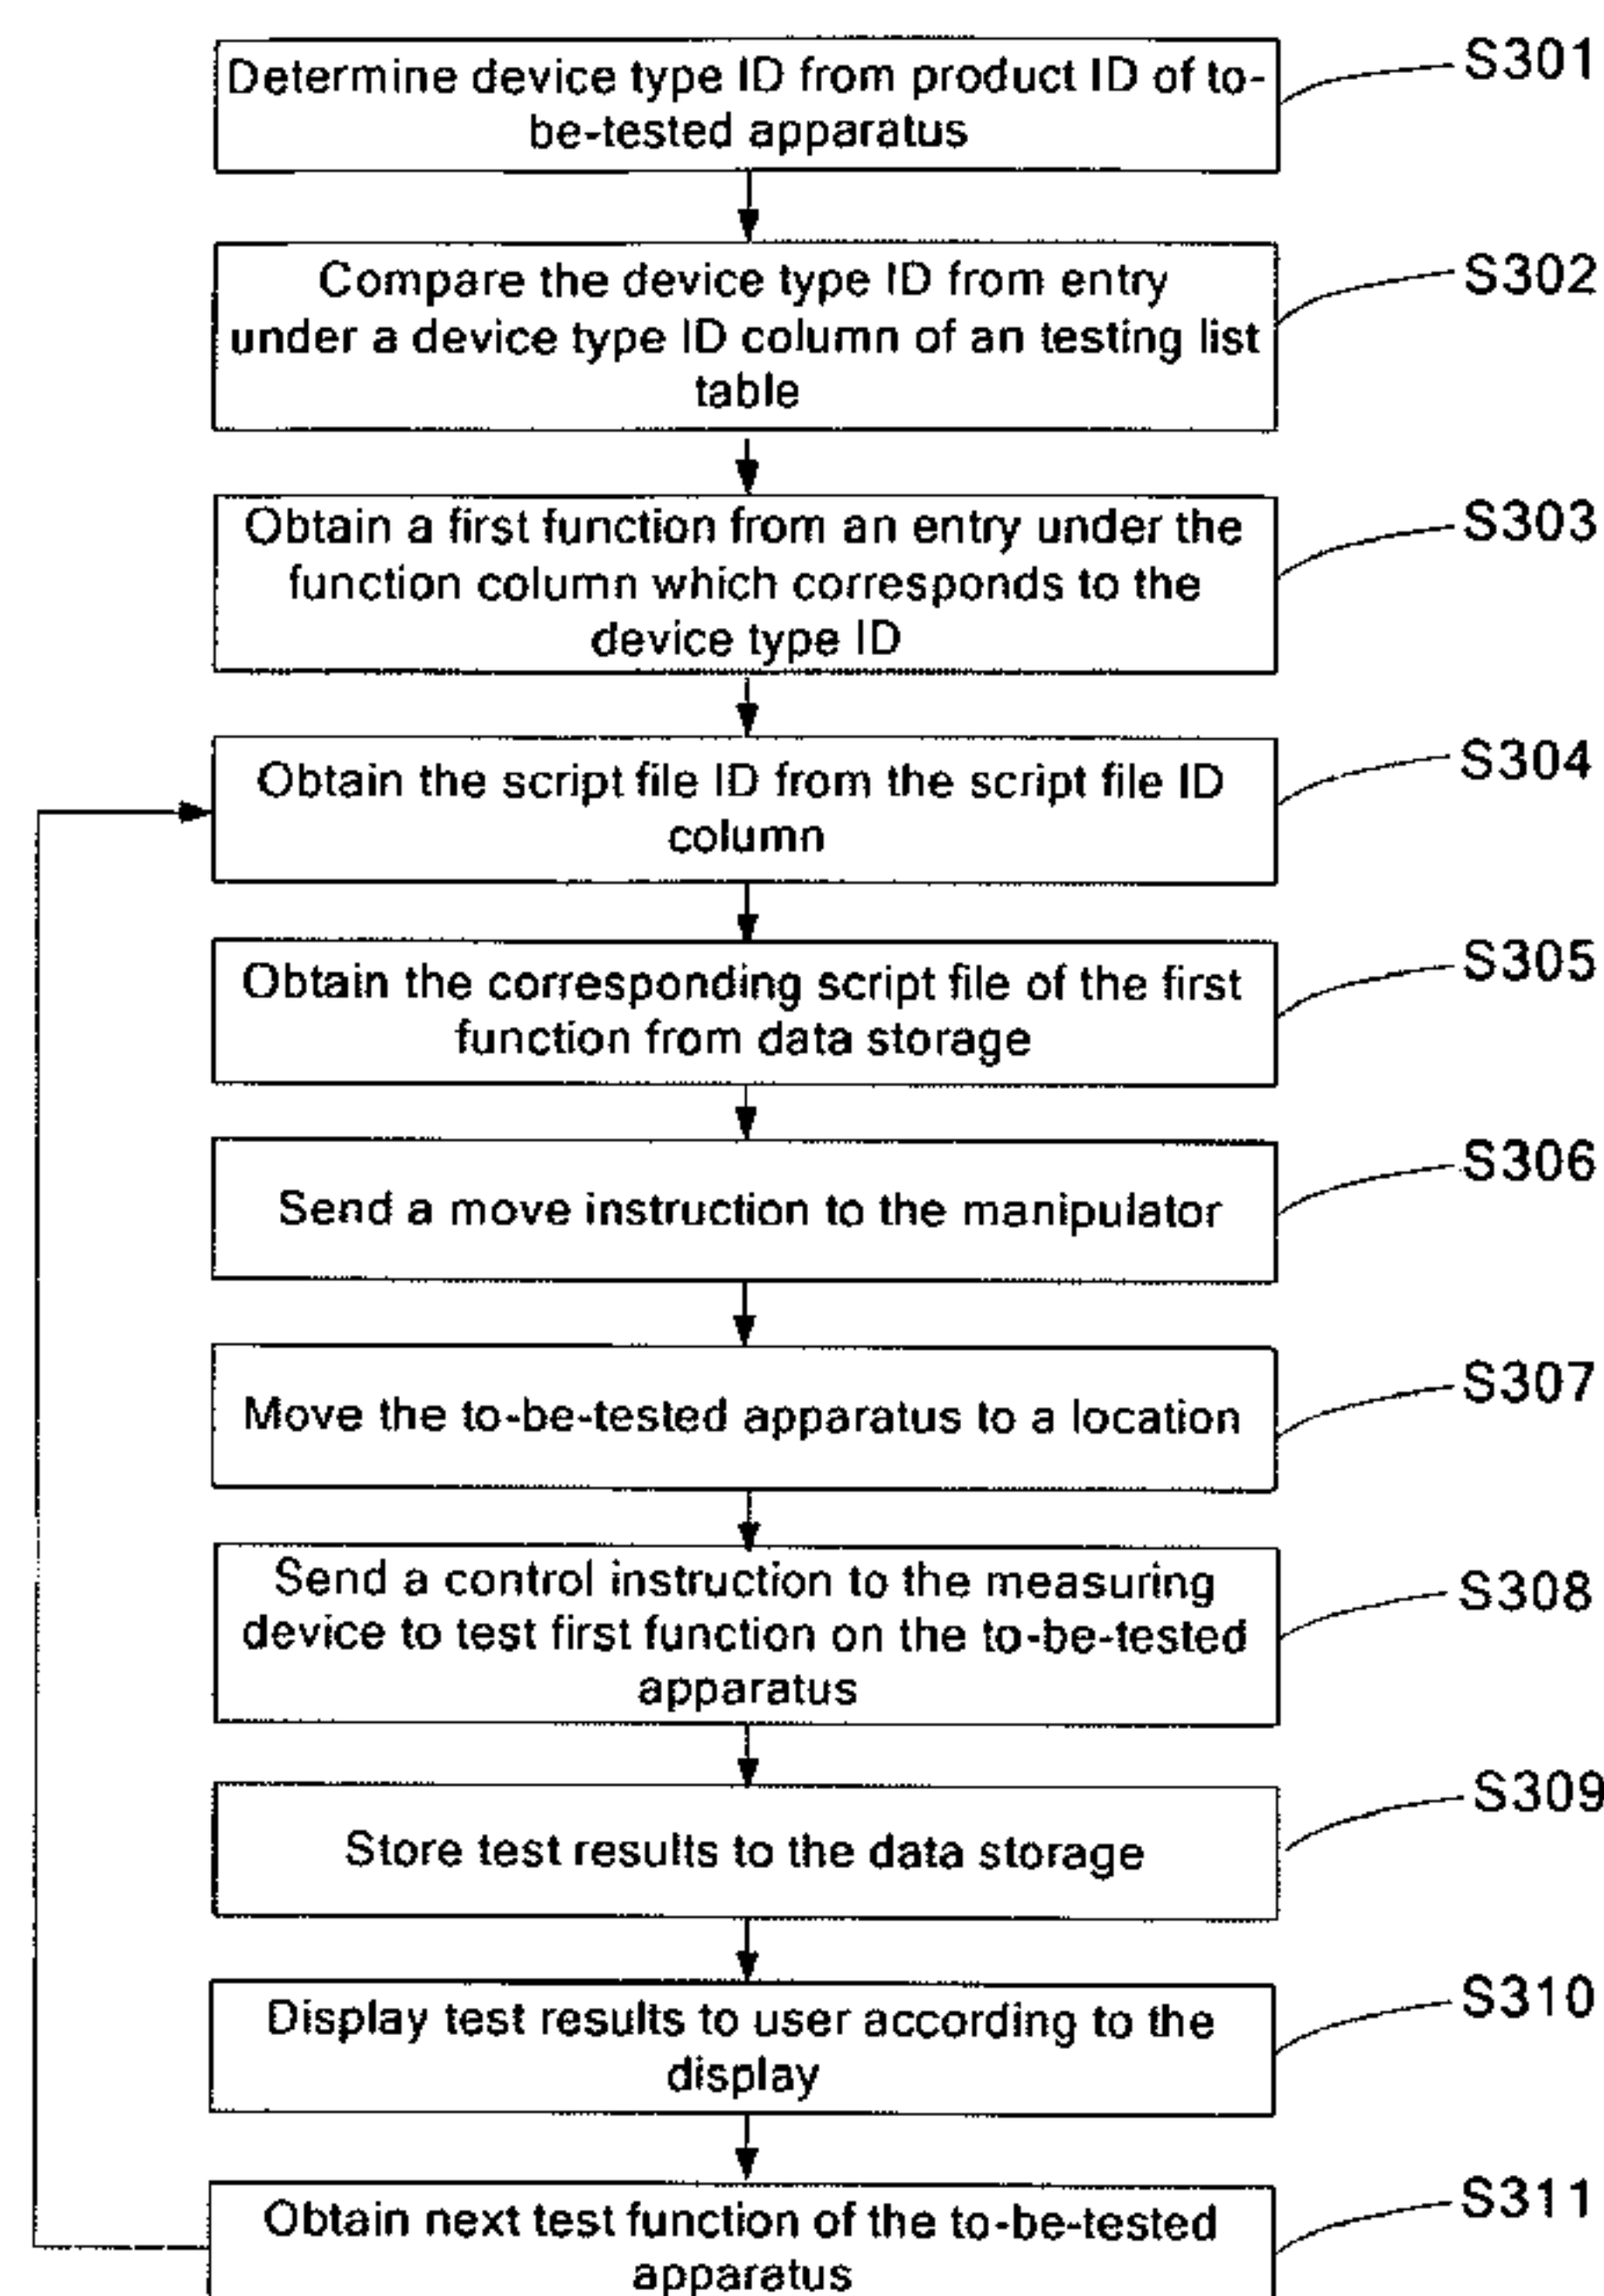 Determine device type ID from product ID of to-
be-tested apparatus
S301
Compare the device type ID from entry
under a device type ID column of an testing list
table
S302
Obtain a first function from an entry under the
function column which corresponds to the
device type ID
S303
Obtain the script file ID from the script file ID
column
S304
Obtain the corresponding script file of the first
function from data storage
S305
Send a move instruction to the manipulator
S306
Move the to-be-tested apparatus to a location
S307
Send a control instruction to the measuring
device to test first function on the to-be-tested
apparatus
S308
Store test results to the data storage
S309
Display test results to user according to the
display
S310
Obtain next test function of the to-be-tested
apparatus
S311